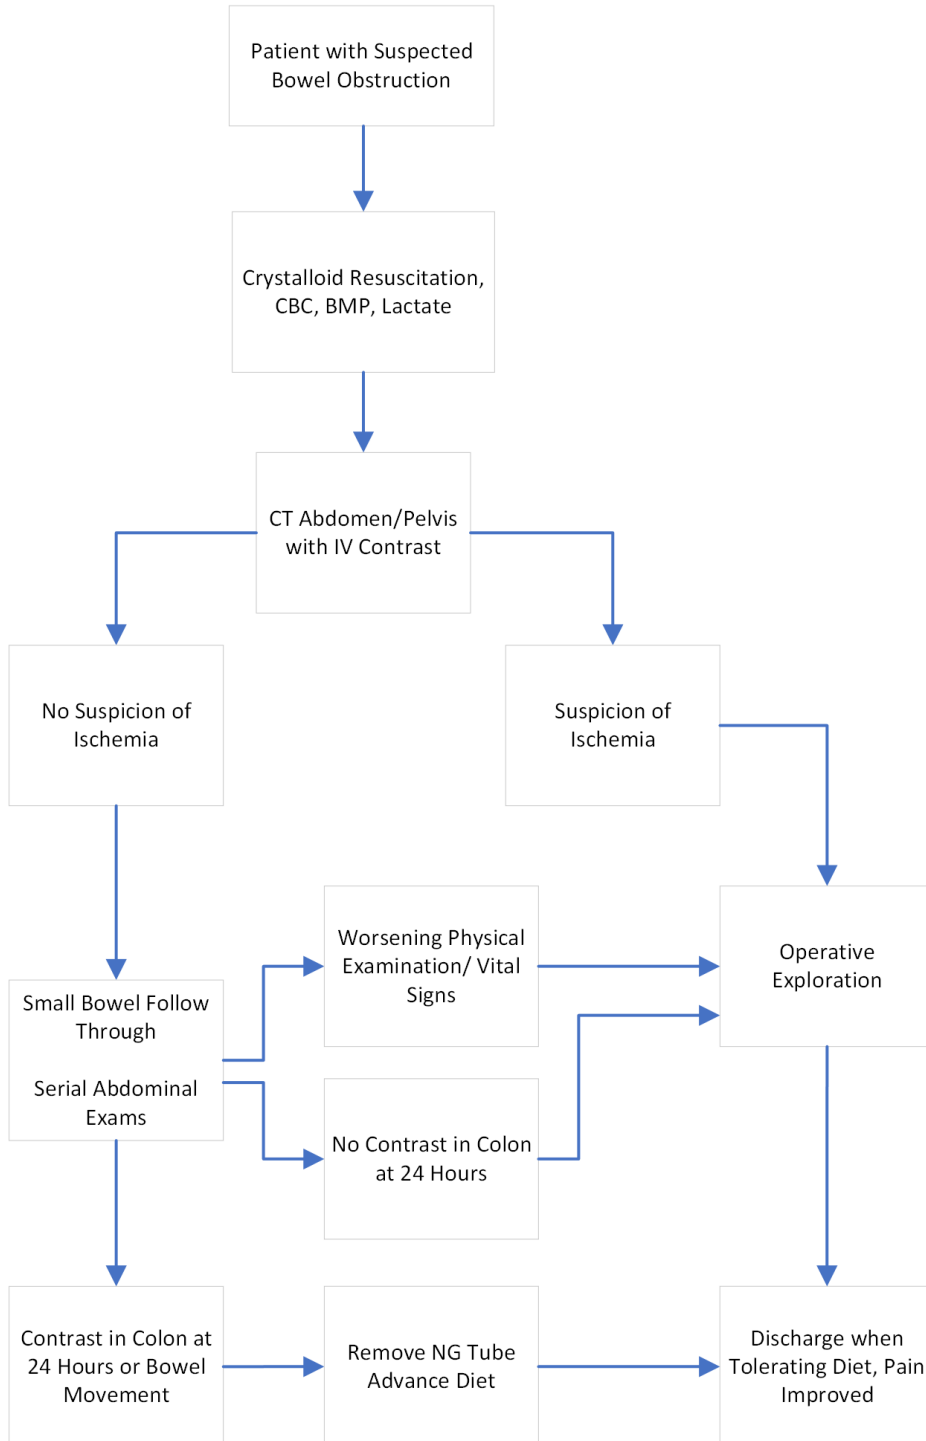 Patient with Suspected
Bowel Obstruction
Crystalloid Resuscitation,
CBC, BMP, Lactate
CT Abdomen/Pelvis
with IV Contrast
No Suspicion of
Ischemia
Suspicion of
Ischemia
Small Bowel Follow
Through
Serial Abdominal
Exams
Worsening Physical
Examination/ Vital
Signs
No Contrast in Colon
at 24 Hours
Operative
Exploration
Contrast in Colon at
24 Hours or Bowel
Movement
Remove NG Tube
Advance Diet
Discharge when
Tolerating Diet, Pain
Improved